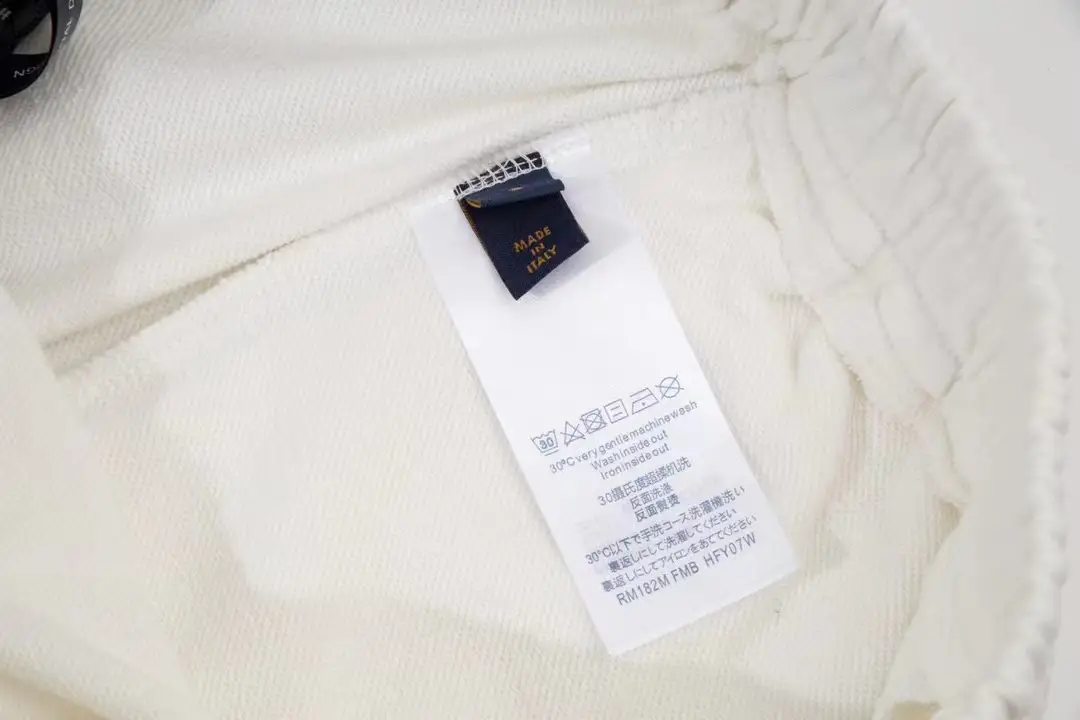 MADE
IN
ITALY
30
30°C very gentle machine wash
Wash inside out
Iron inside out
30攝氏度超柔机洗
反面洗涤
反面熨烫
30℃以下で手洗コース洗濯機洗い
裏返しにして洗濯してください
裏返しにしてアイロンをあててください
RM182M FMB HFY07W